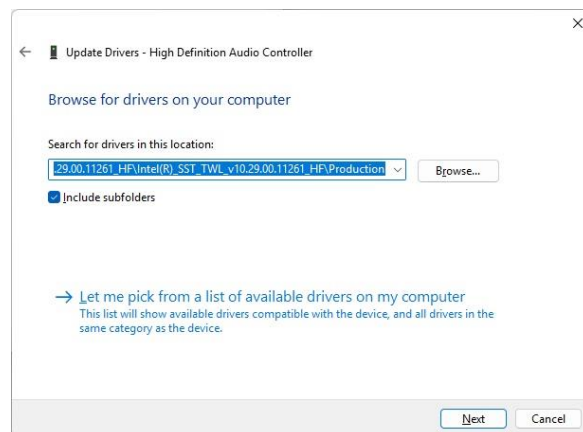 Update Drivers - High Definition Audio Controller
Browse for drivers on your computer
Search for drivers in this location:
.29.00.11261_HF\Intel(R)_SST_TWL_v10.29.00.11261_HF\Production
Browse...
Include subfolders
Let me pick from a list of available drivers on my computer
This list will show available drivers compatible with the device, and all drivers in the
same category as the device.
Next
Cancel